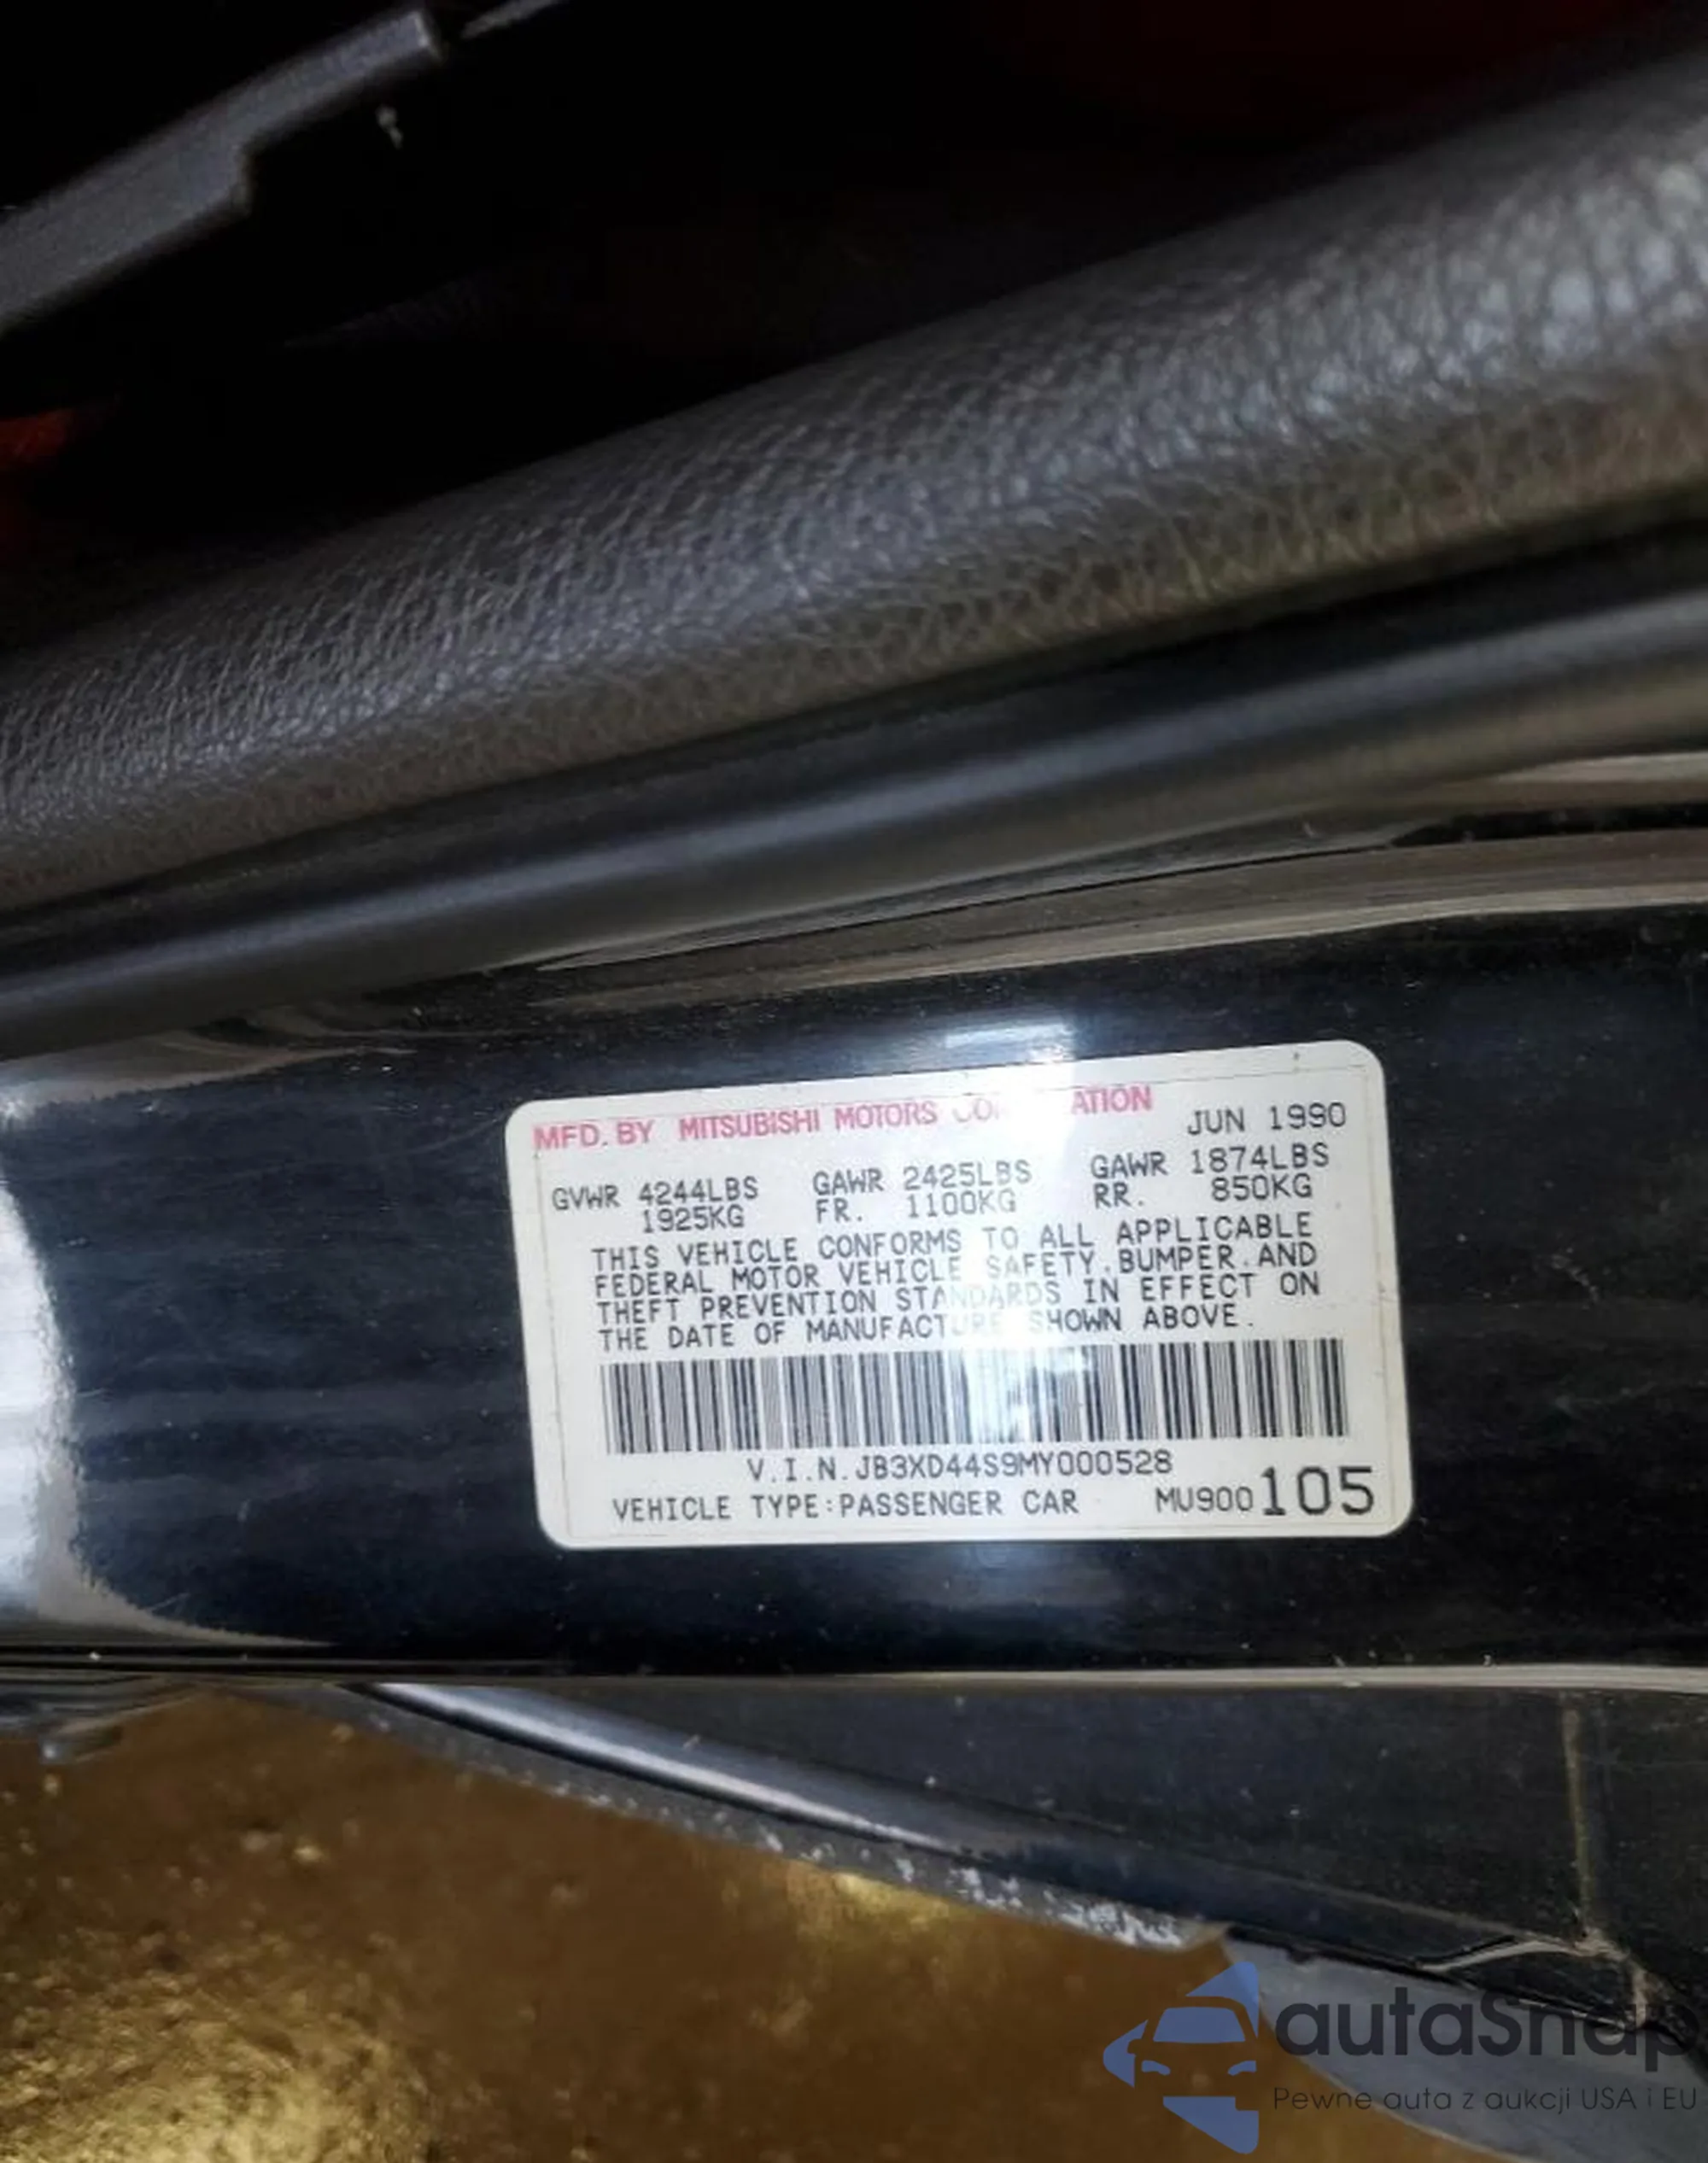 MFD. BY MITSUBISHI MOTORS JUN 1990
GVWR 4244LBS GAWR 2425LBS GAWR 1874LBS
1925KG FR. 1100KG RR. 850KG
THIS VEHICLE CONFORMS TO ALL APPLICABLE
FEDERAL MOTOR VEHICLE SAFETY, BUMPER, AND
THEFT PREVENTION STANDARDS IN EFFECT ON
THE DATE OF MANUFACTURE SHOWN ABOVE.
V.I.N.JB3XD44S9MY000528
VEHICLE TYPE:PASSENGER CAR MU900105
autaSnap
Pewne auta z aukcji USA i EU